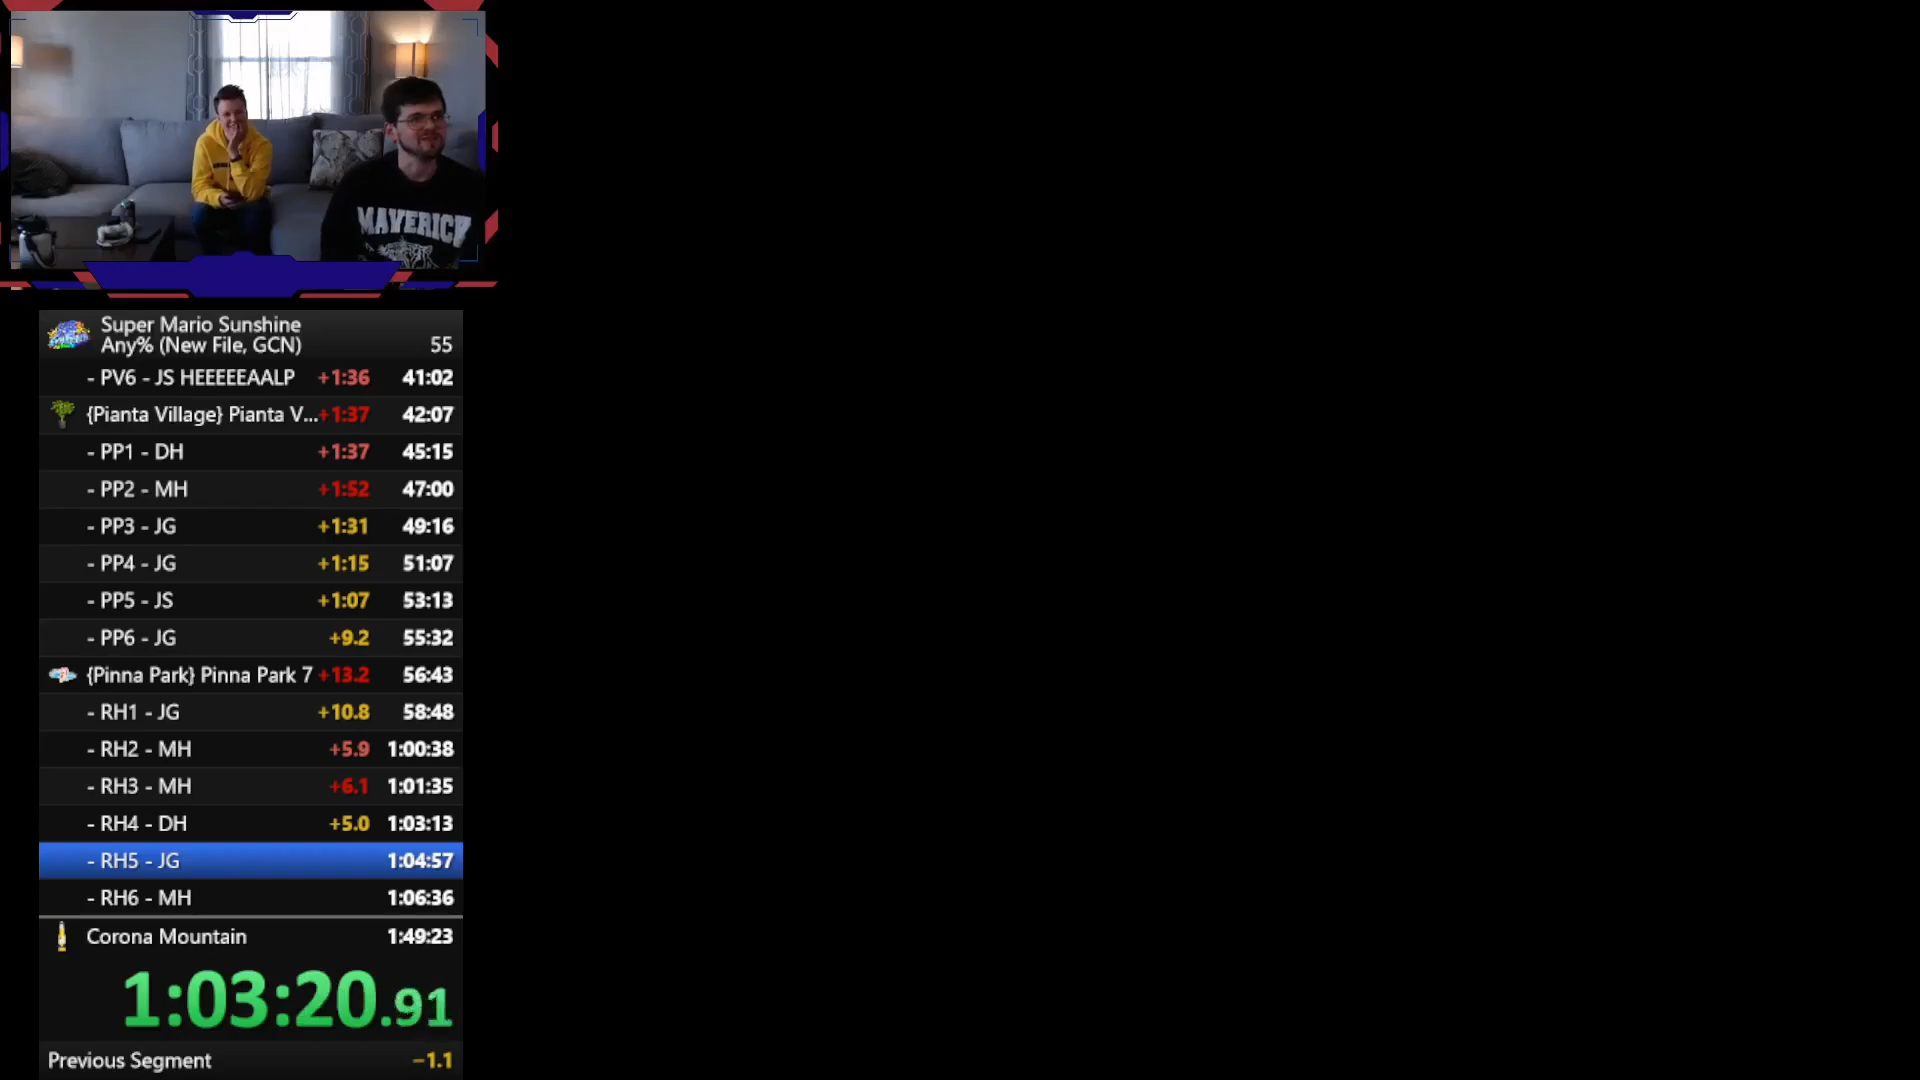 MAVERICK
Super Mario Sunshine
Any% (New File, GCN) 55
- PV6 - JS HEEEEEAALP +1:36 41:02
{Pianta Village} Pianta V... +1:37 42:07
- PP1 - DH +1:37 45:15
- PP2 - MH +1:52 47:00
- PP3 - JG +1:31 49:16
- PP4 - JG +1:15 51:07
- PP5 - JS +1:07 53:13
- PP6 - JG +9.2 55:32
{Pinna Park} Pinna Park 7 +13.2 56:43
- RH1 - JG +10.8 58:48
- RH2 - MH +5.9 1:00:38
- RH3 - MH +6.1 1:01:35
- RH4 - DH +5.0 1:03:13
- RH5 - JG 1:04:57
- RH6 - MH 1:06:36
Corona Mountain 1:49:23
1:03:20.91
Previous Segment −1.1